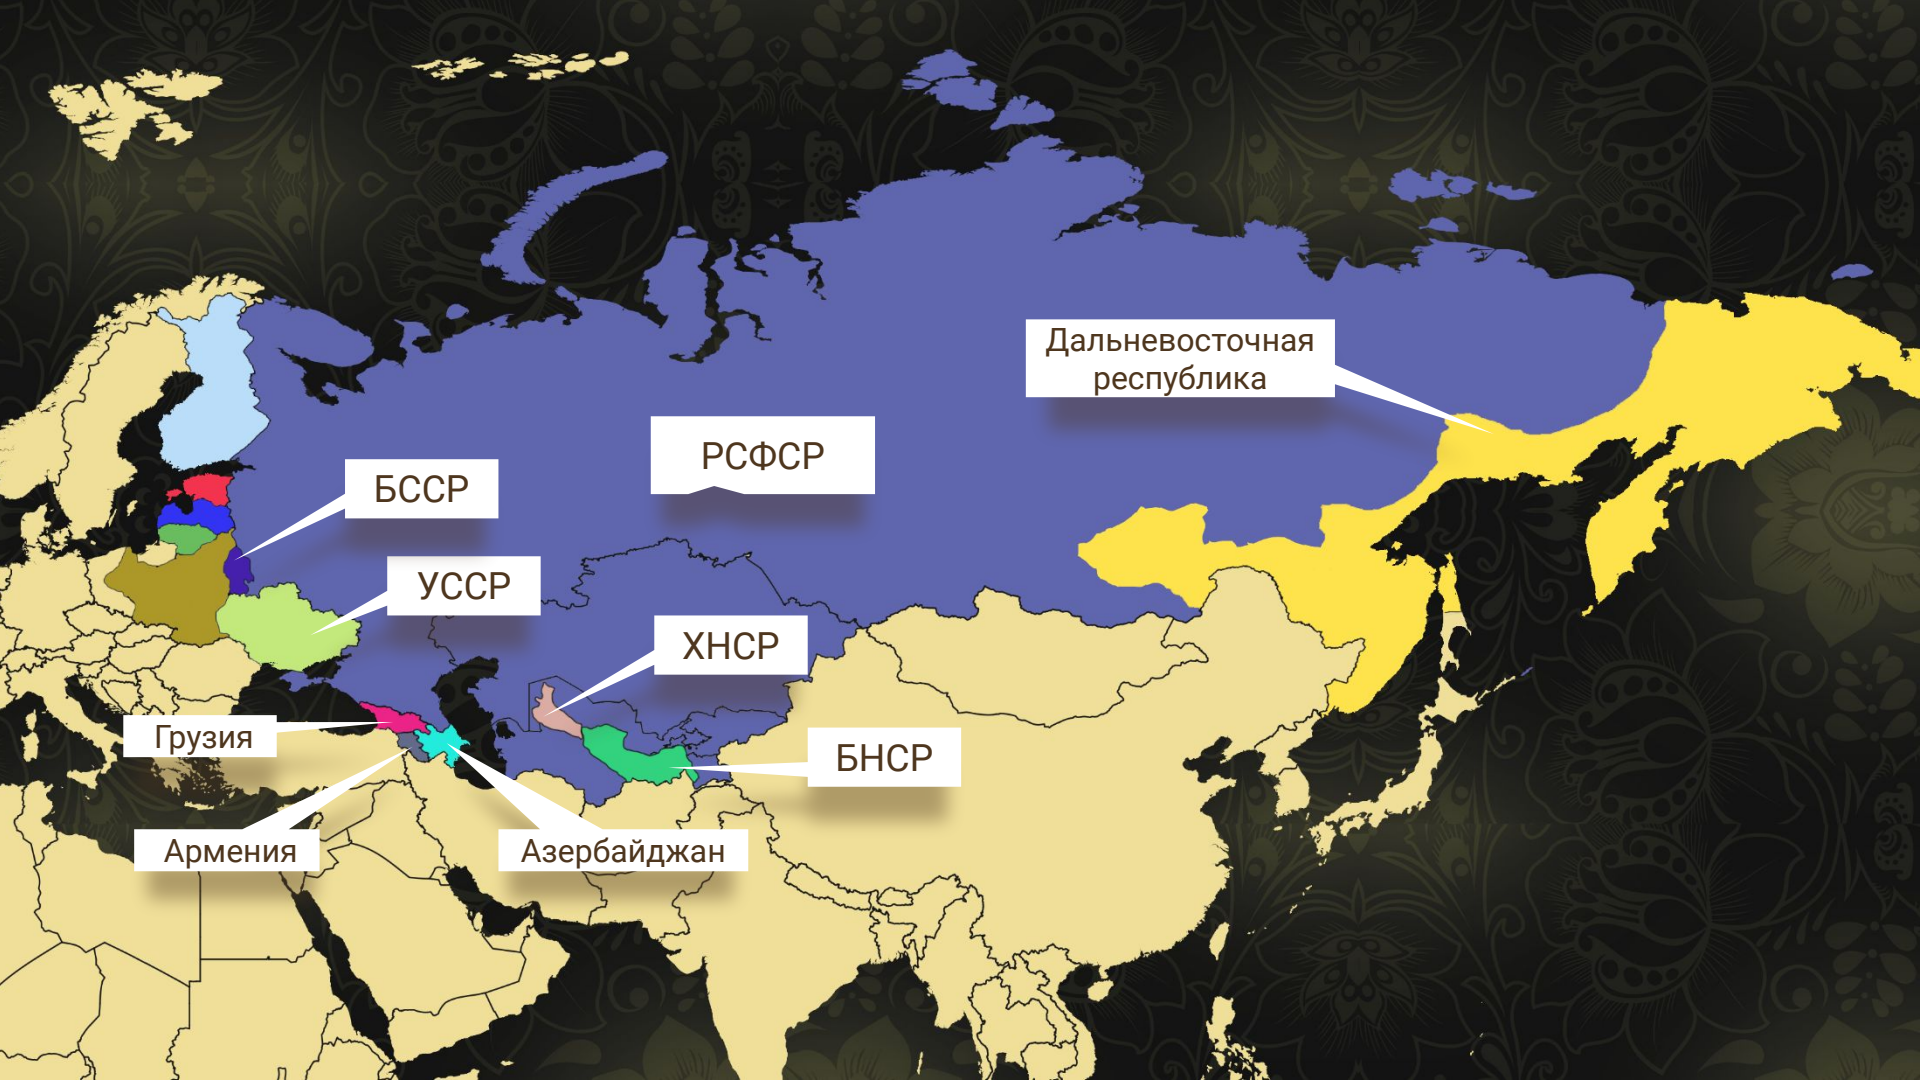 Дальневосточная
республика
РСФСР
БССР
УССР
ХНСР
Грузия
БНСР
Армения
Азербайджан